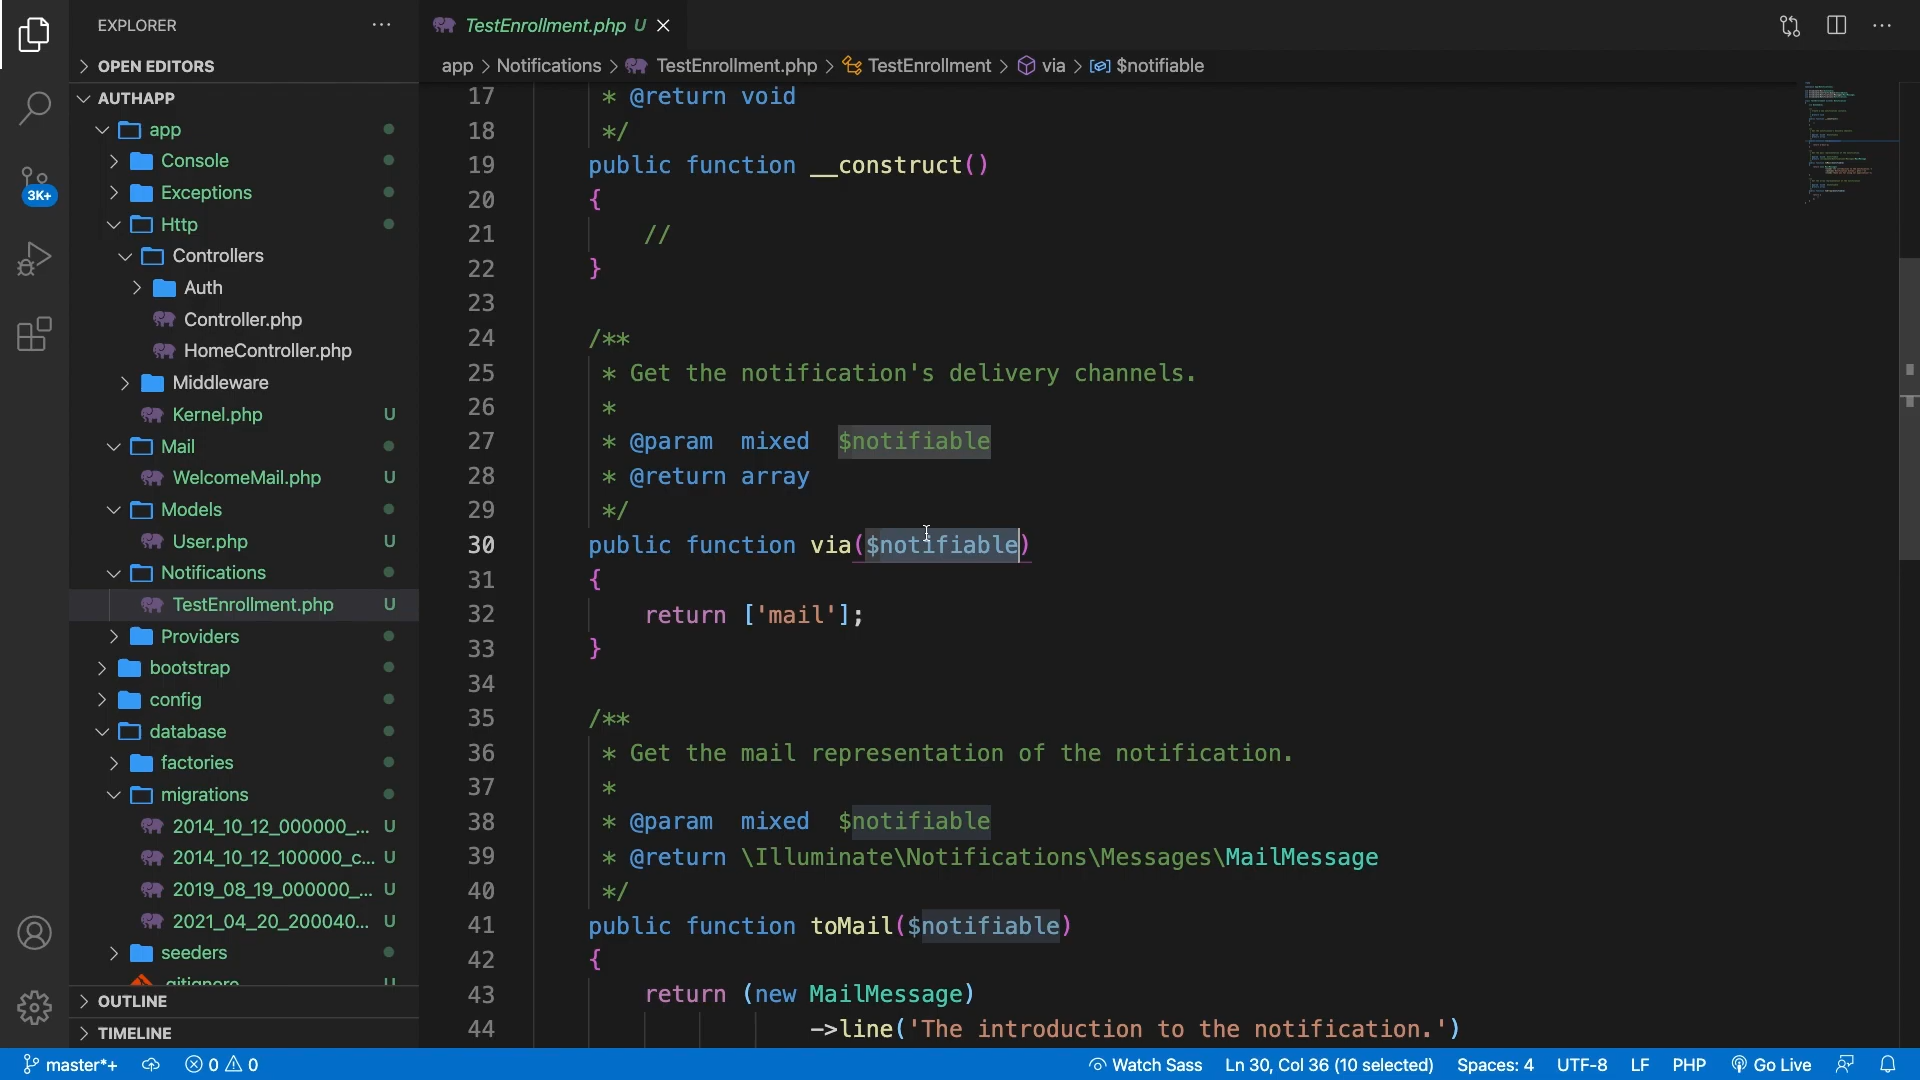 EXPLORER
TestEnrollment.php U
OPEN EDITORS
app > Notifications > TestEnrollment.php > TestEnrollment > via > $notifiable
AUTHAPP
app
Console
Exceptions
Http
Controllers
Auth
Controller.php
HomeController.php
Middleware
Kernel.php U
Mail
WelcomeMail.php U
Models
User.php U
Notifications
TestEnrollment.php U
Providers
bootstrap
config
database
factories
migrations
2014_10_12_000000_... U
2014_10_12_100000_c... U
2019_08_19_000000_... U
2021_04_20_200040... U
seeders
.gitignore U
OUTLINE
TIMELINE
3K+
17 * @return void
18 */
19 public function __construct()
20 {
21 //
22 }
23
24 /**
25 * Get the notification's delivery channels.
26 *
27 * @param mixed $notifiable
28 * @return array
29 */
30 public function via($notifiable)
31 {
32 return ['mail'];
33 }
34
35 /**
36 * Get the mail representation of the notification.
37 *
38 * @param mixed $notifiable
39 * @return \Illuminate\Notifications\Messages\MailMessage
40 */
41 public function toMail($notifiable)
42 {
43 return (new MailMessage)
44 ->line('The introduction to the notification.')
master*+ 0 0 Watch Sass Ln 30, Col 36 (10 selected) Spaces: 4 UTF-8 LF PHP Go Live